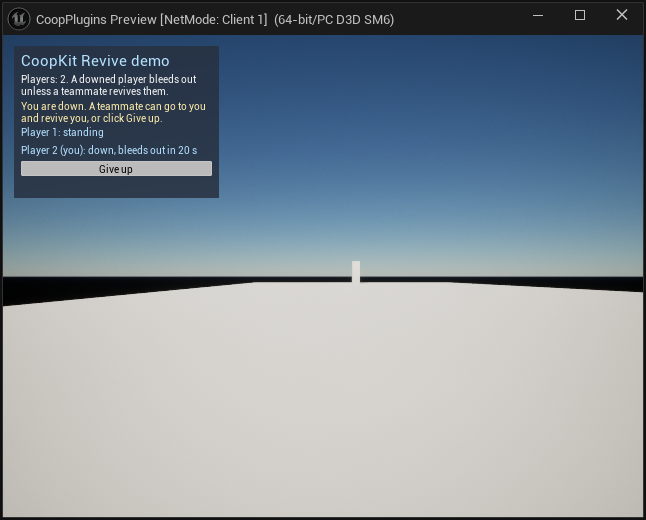 CoopPlugins Preview [NetMode: Client 1] (64-bit/PC D3D SM6)
CoopKit Revive demo
Players: 2. A downed player bleeds out
unless a teammate revives them.
You are down. A teammate can go to you
and revive you, or click Give up.
Player 1: standing
Player 2 (you): down, bleeds out in 20 s
Give up